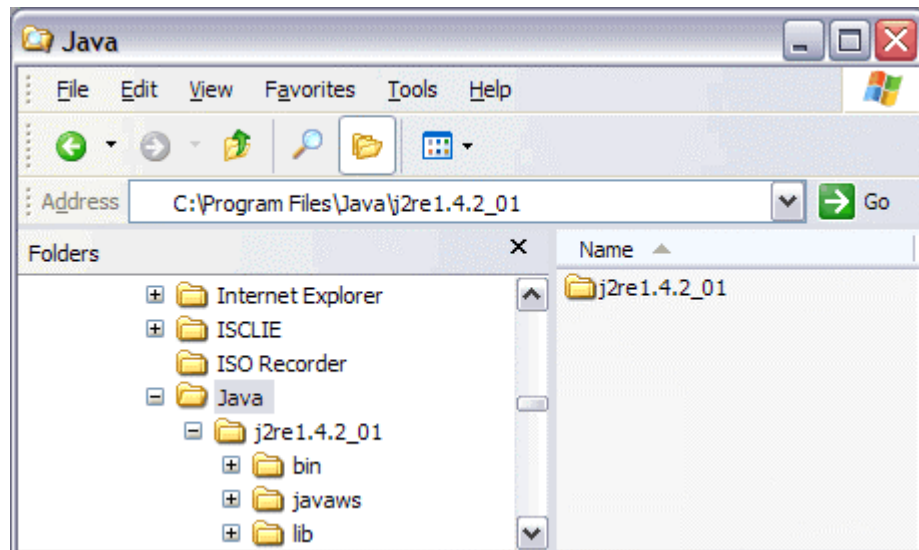 Java
File Edit View Favorites Tools Help
Address C:\Program Files\Java\j2re1.4.2_01 Go
Folders
Name
Internet Explorer
ISCLIE
ISO Recorder
Java
j2re1.4.2_01
bin
javaws
lib
j2re1.4.2_01